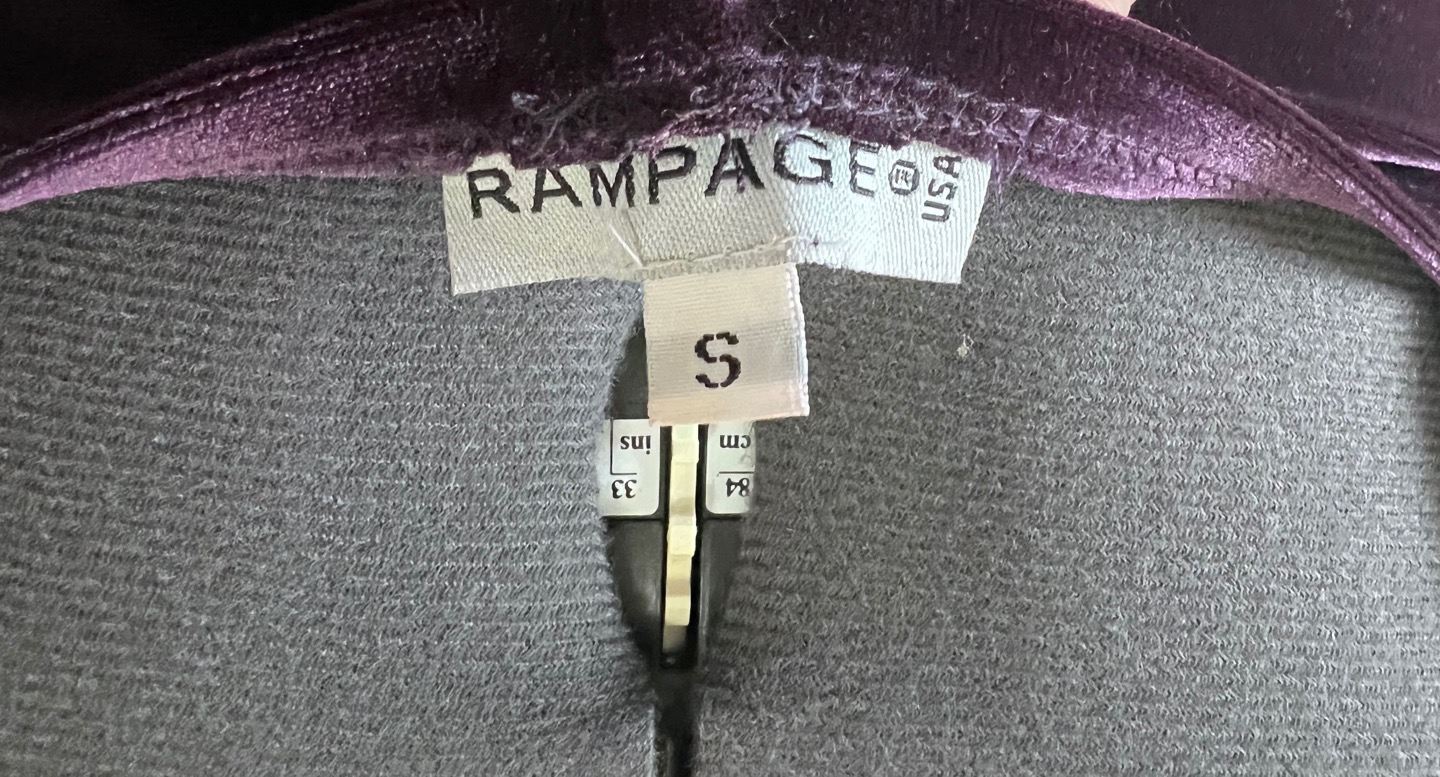 RAMPAGE® USA
S
ins cm
33 84